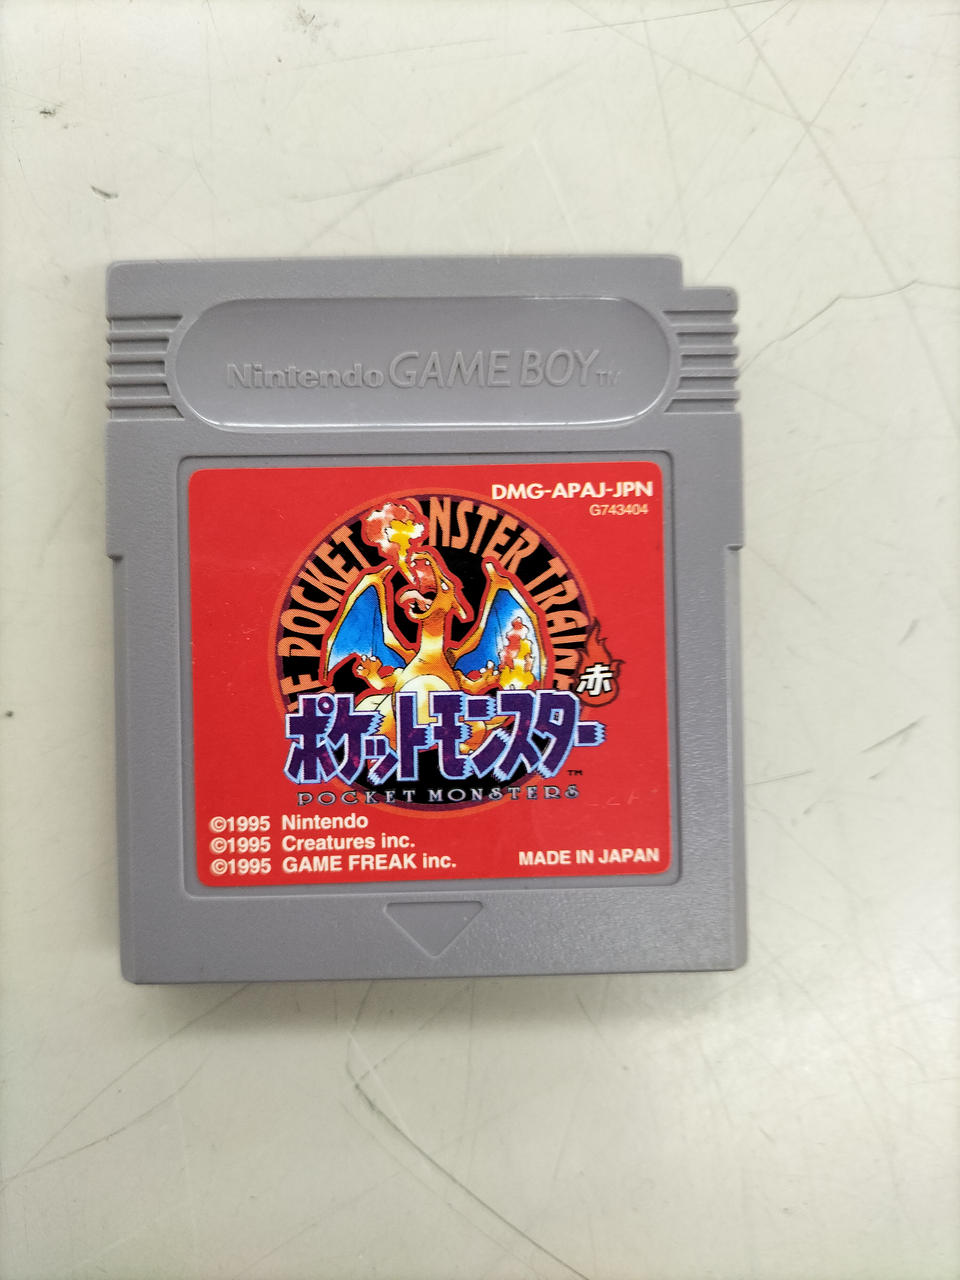 Nintendo GAME BOY™
DMG-APAJ-JPN
G743404
POCKET MONSTER TRAINER
赤
ポケットモンスター
™
POCKET MONSTERS
©1995 Nintendo
©1995 Creatures inc.
©1995 GAME FREAK inc.
MADE IN JAPAN